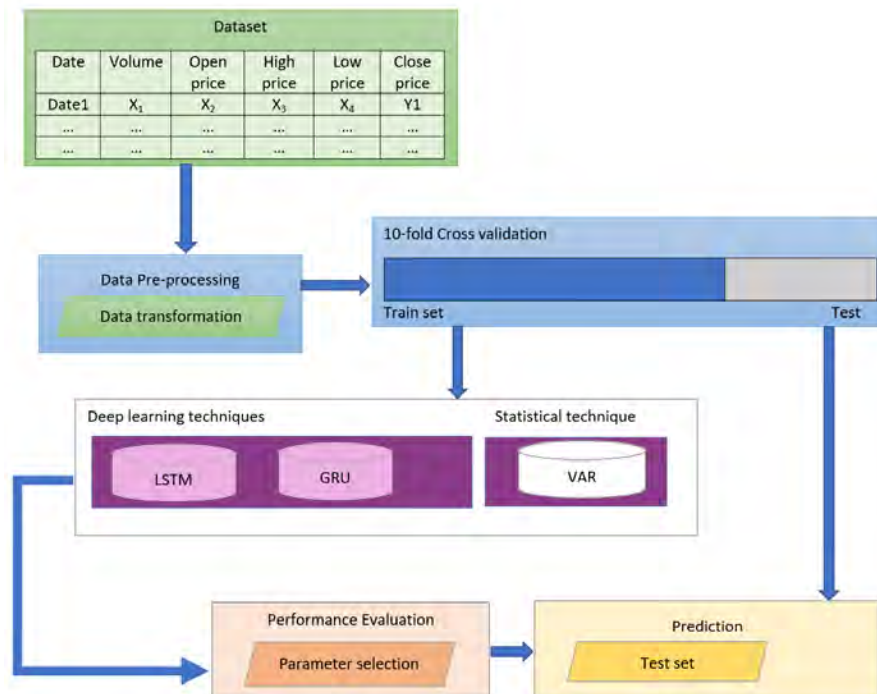 Dataset
Date Volume Open price High price Low price Close price
Date1 X₁ X₂ X₃ X₄ Y1
... ... ... ... ... ...
... ... ... ... ... ...
10-fold Cross validation
Data Pre-processing
Data transformation
Train set Test
Deep learning techniques Statistical technique
LSTM GRU VAR
Performance Evaluation
Parameter selection
Prediction
Test set